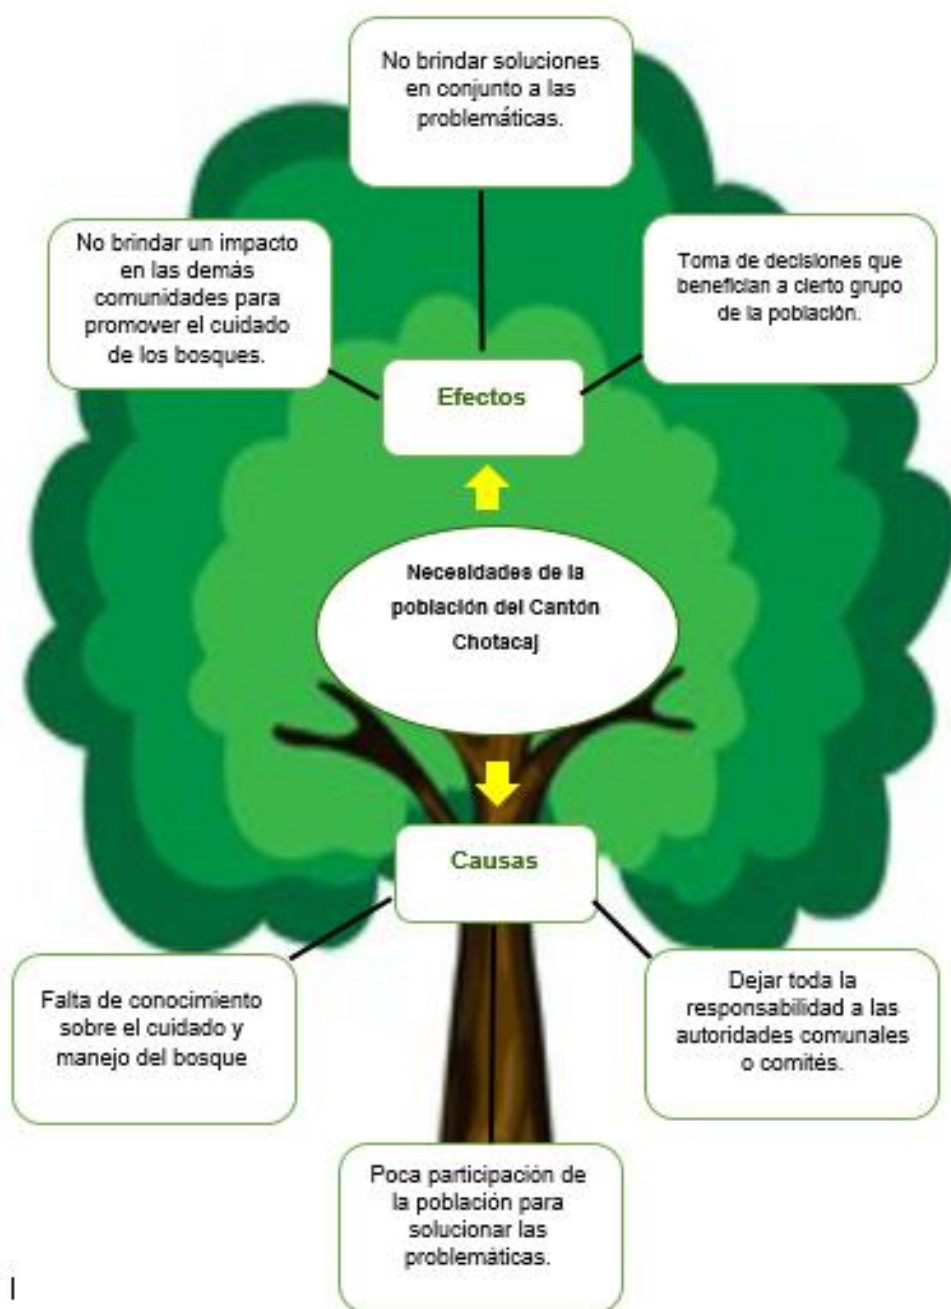 No brindar soluciones
en conjunto a las
problemáticas.
No brindar un impacto
en las demás
comunidades para
promover el cuidado
de los bosques.
Toma de decisiones que
benefician a cierto grupo
de la población.
Efectos
Necesidades de la
población del Cantón
Chotacaj
Causas
Falta de conocimiento
sobre el cuidado y
manejo del bosque
Dejar toda la
responsabilidad a las
autoridades comunales
o comités.
Poca participación de
la población para
solucionar las
problemáticas.